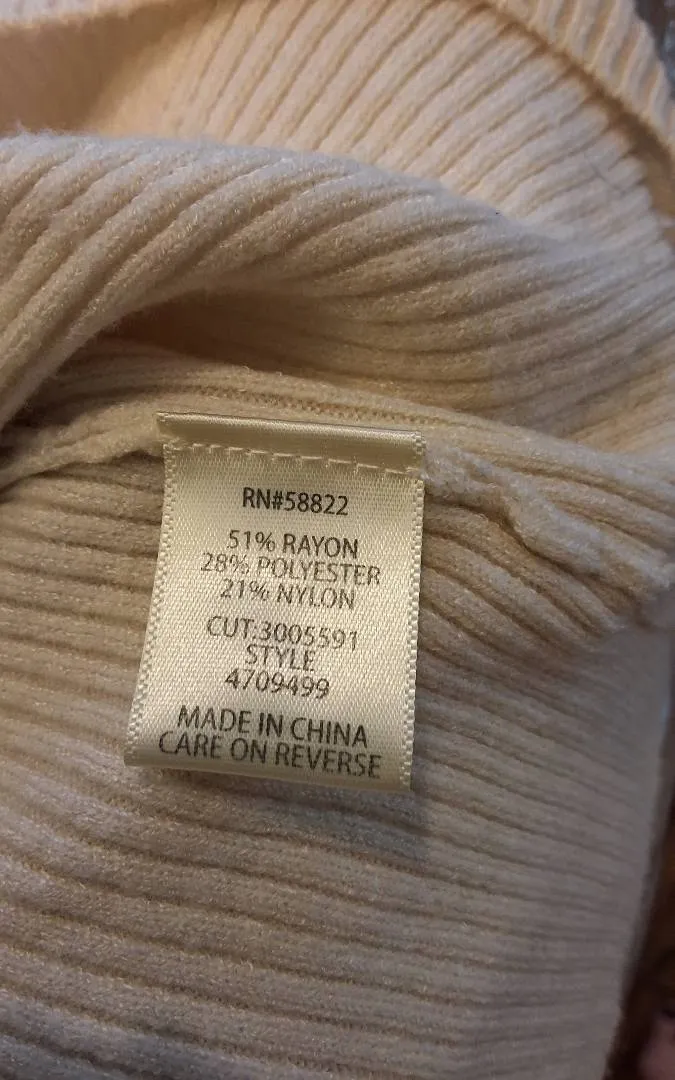 RN#58822
51% RAYON
28% POLYESTER
21% NYLON
CUT.3005591
STYLE
4709499
MADE IN CHINA
CARE ON REVERSE